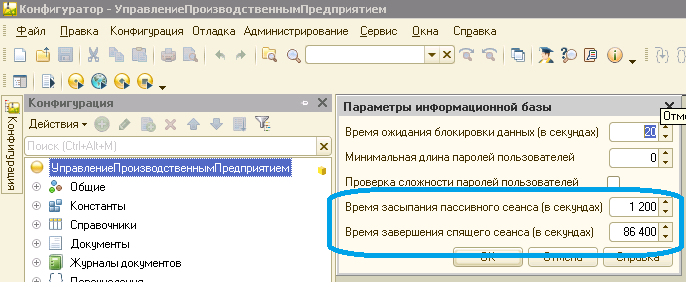 Конфигуратор - УправлениеПроизводственнымПредприятием
Файл Правка Конфигурация Отладка Администрирование Сервис Окна Справка
Конфигурация
Конфигурация
Действия
Поиск (Ctrl+Alt+M)
УправлениеПроизводственнымПредприятием
Общие
Константы
Справочники
Документы
Журналы документов
Перечисления
Параметры информационной базы
Время ожидания блокировки данных (в секундах) 20
Минимальная длина паролей пользователей 0
Проверка сложности паролей пользователей
Время засыпания пассивного сеанса (в секундах) 1 200
Время завершения спящего сеанса (в секундах) 86 400
ОК Отмена Справка
Отме